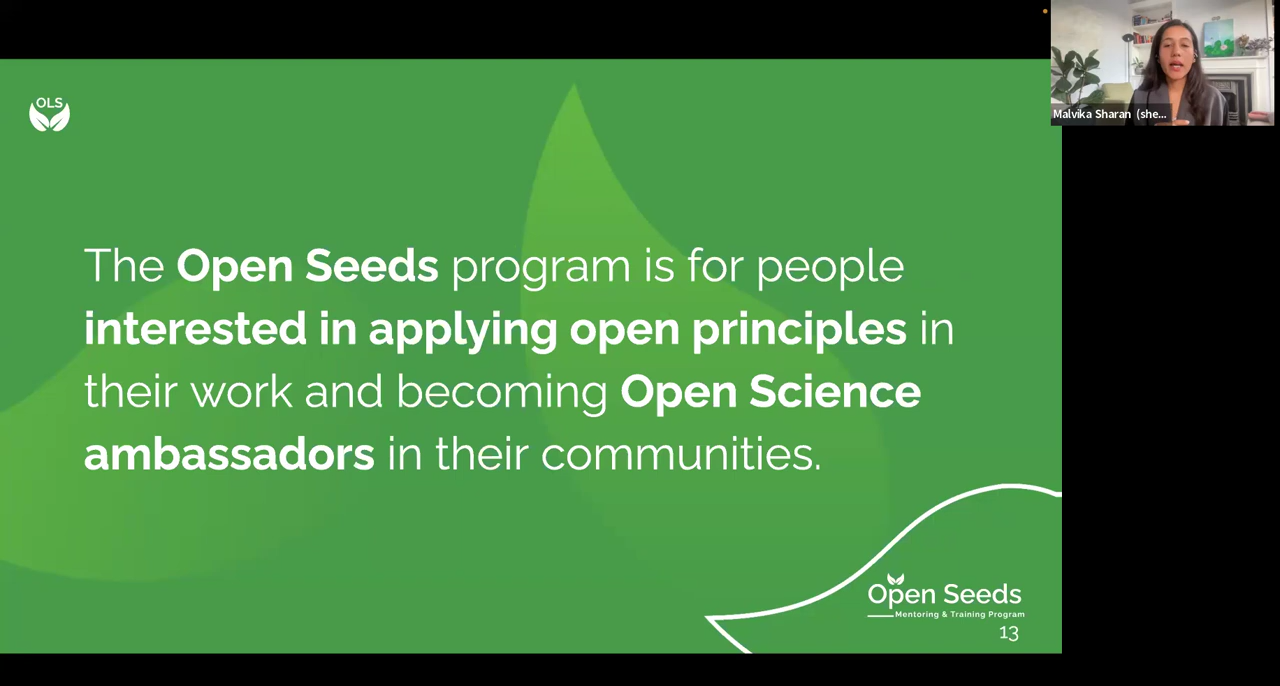 OLS
Malvika Sharan (she...
The Open Seeds program is for people
interested in applying open principles in
their work and becoming Open Science
ambassadors in their communities.
Open Seeds
Mentoring & Training Program
13